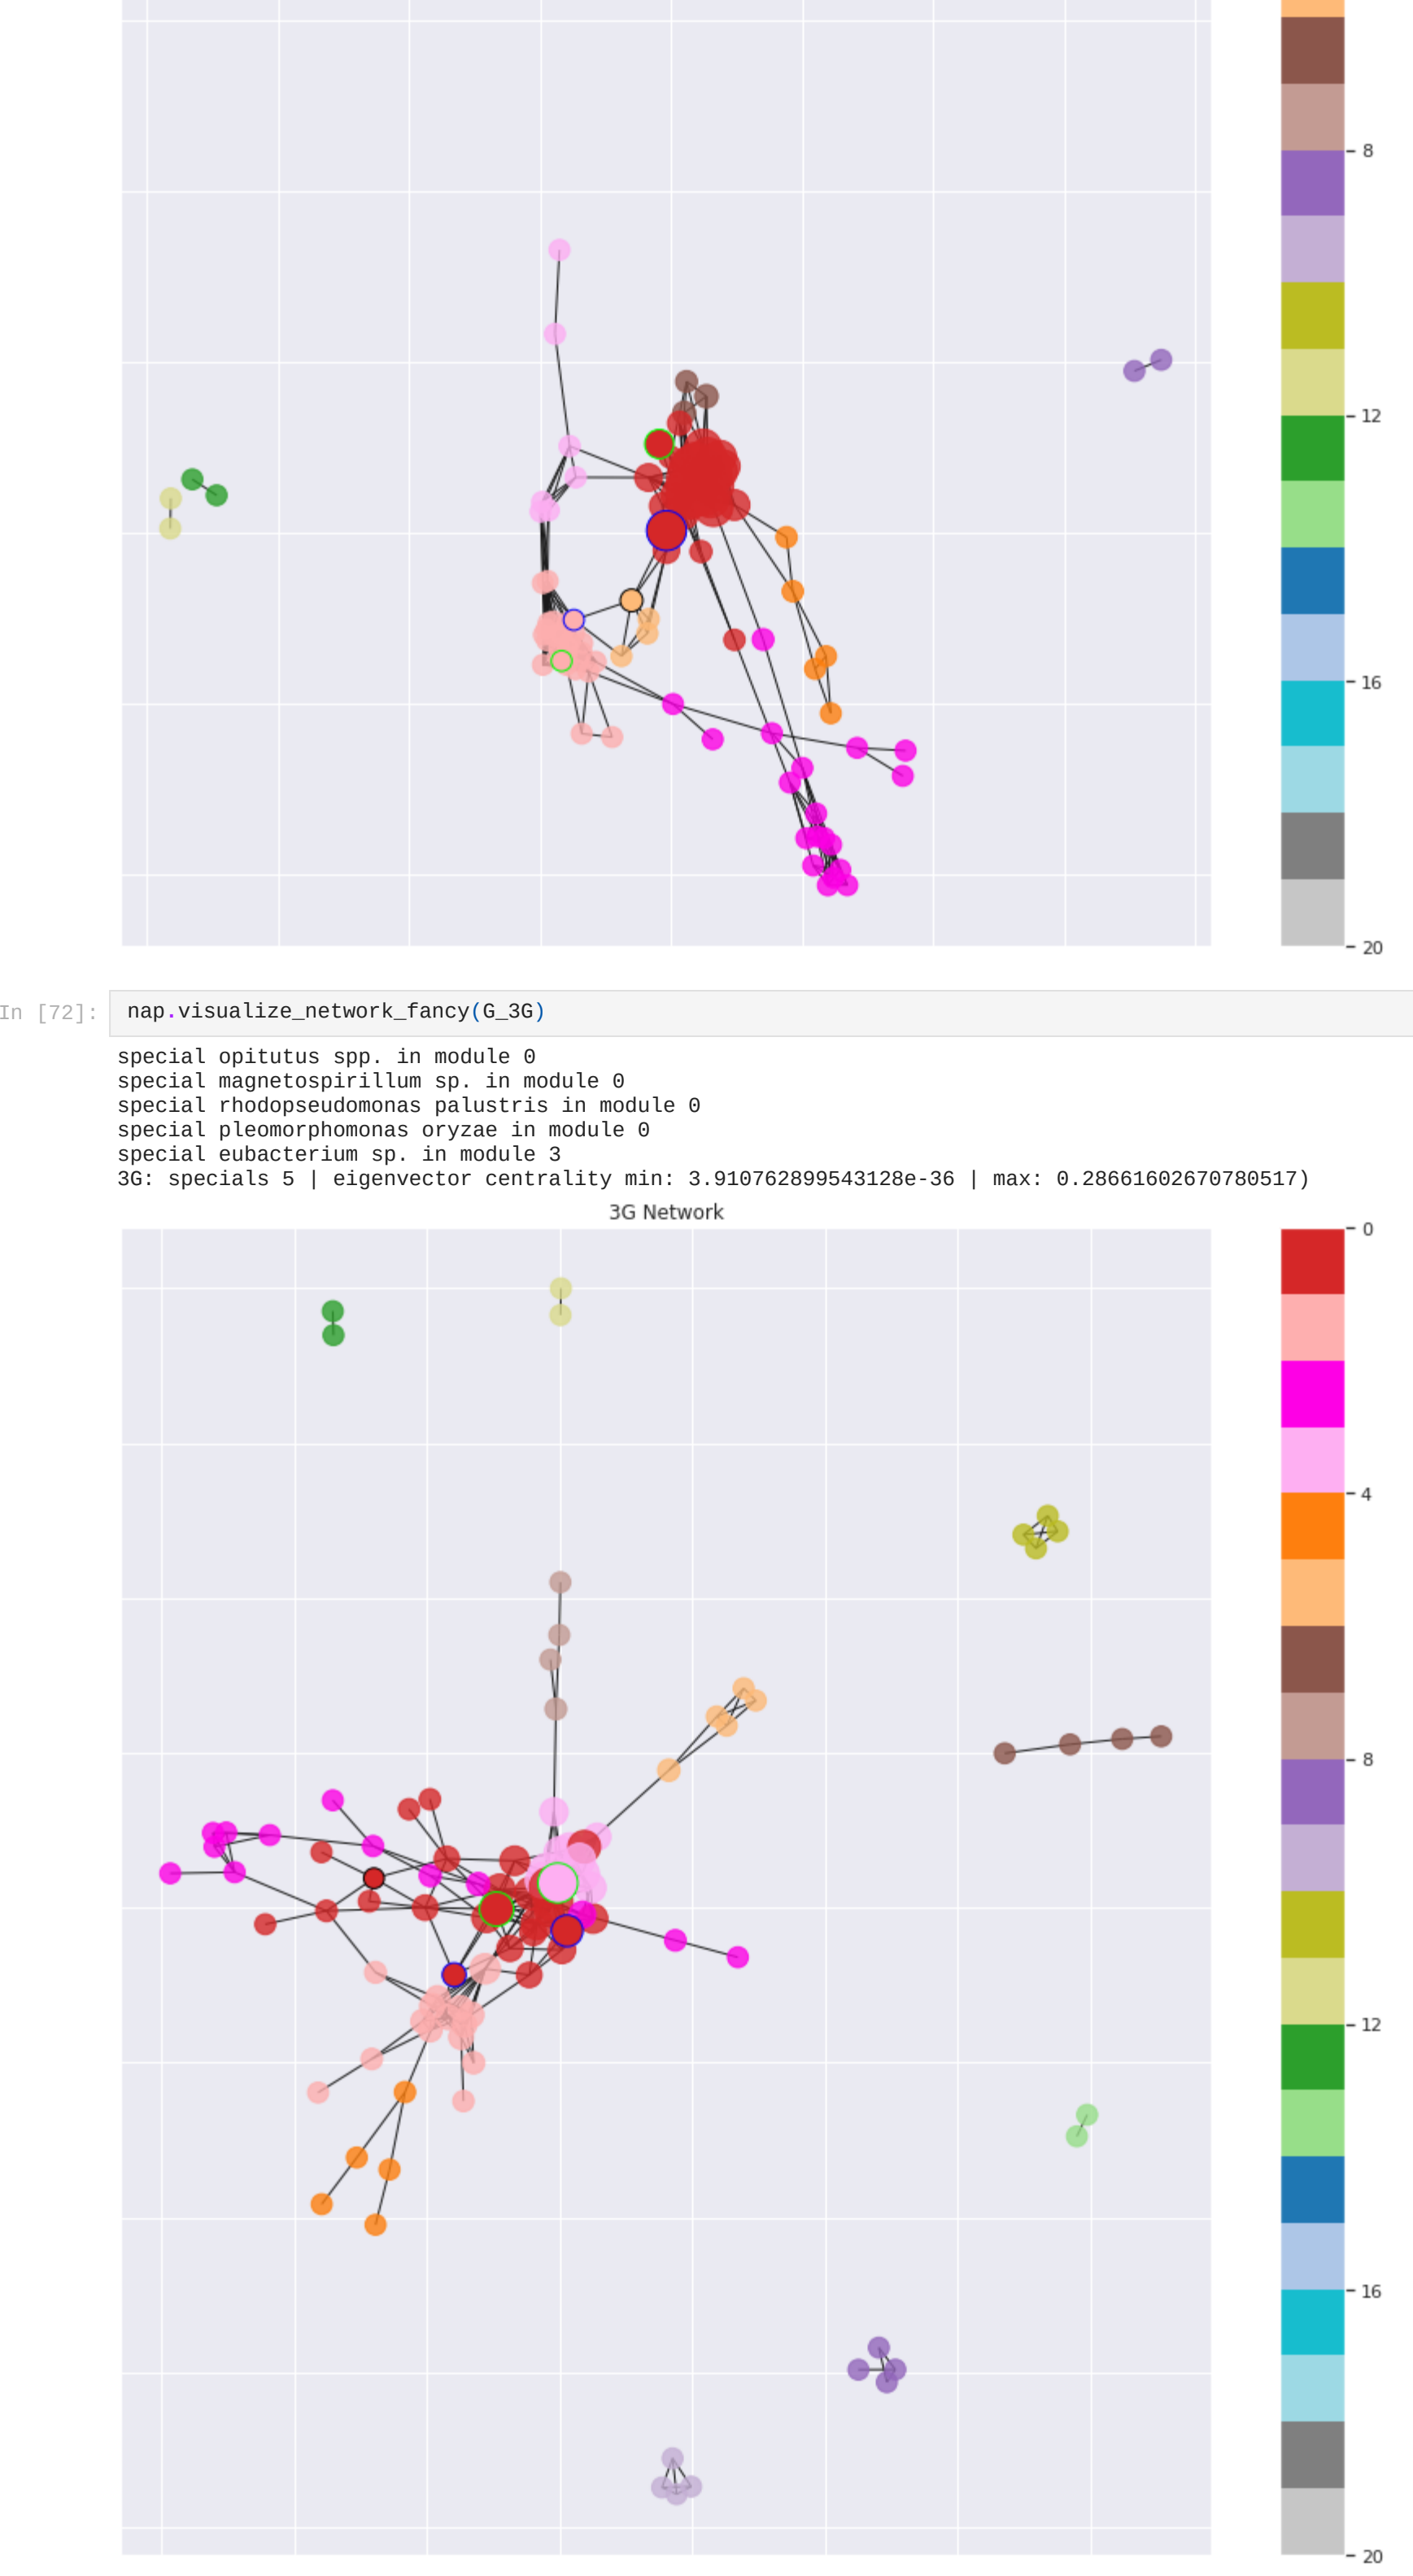 8
12
16
20
In [72]: nap.visualize_network_fancy(G_3G)
special opitutus spp. in module 0
special magnetospirillum sp. in module 0
special rhodopseudomonas palustris in module 0
special pleomorphomonas oryzae in module 0
special eubacterium sp. in module 3
3G: specials 5 | eigenvector centrality min: 3.910762899543128e-36 | max: 0.28661602670780517)
3G Network
0
4
8
12
16
20